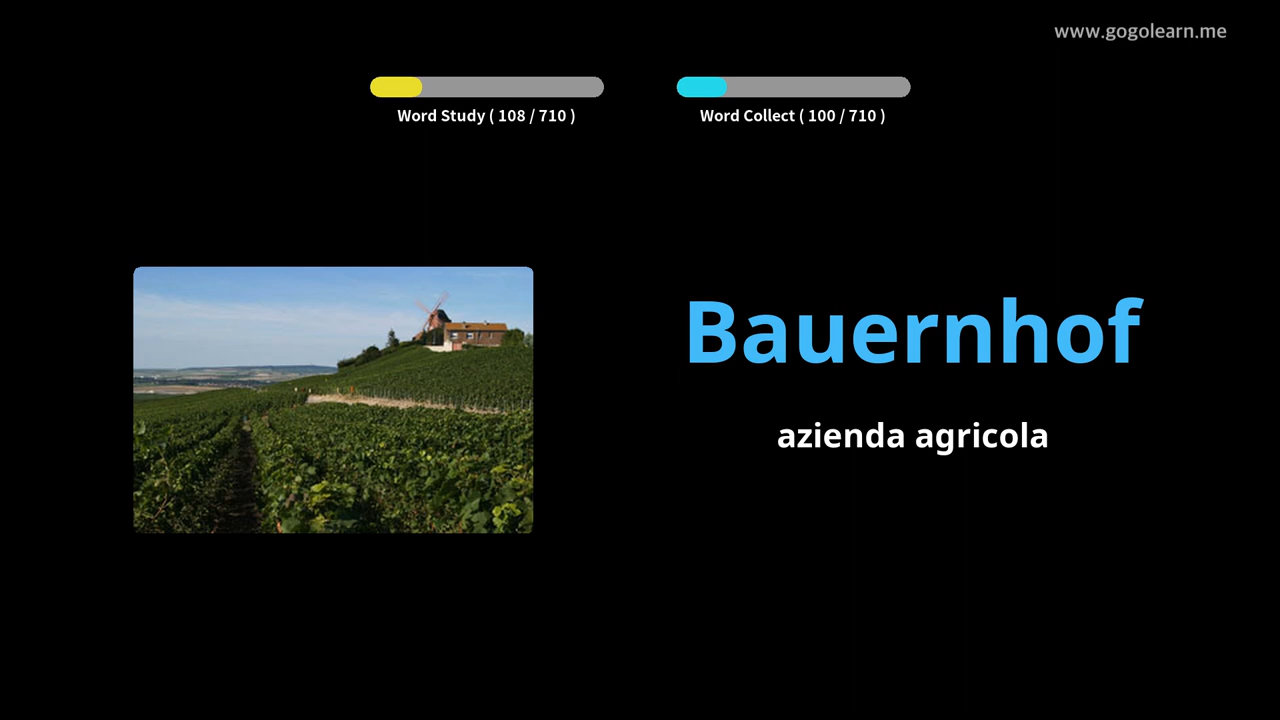 www.gogolearn.me
Word Study ( 108 / 710 )
Word Collect ( 100 / 710 )
Bauernhof
azienda agricola